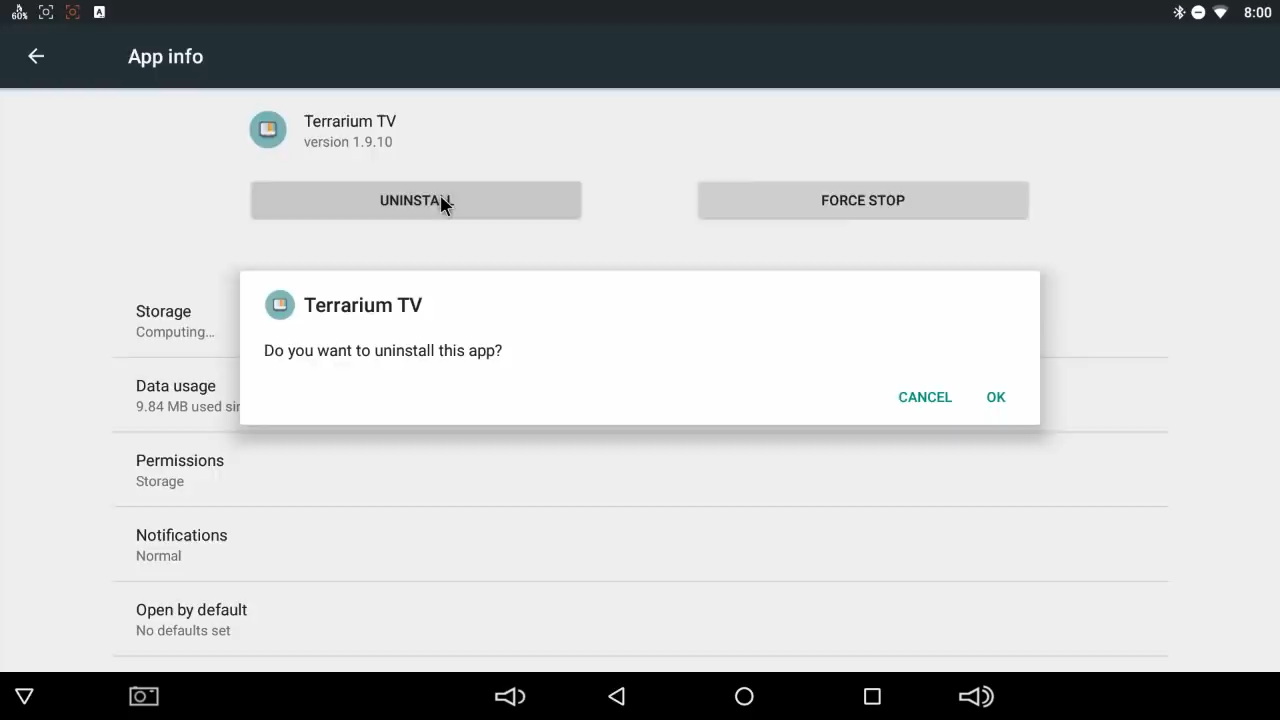 60%
A
8:00
App info
Terrarium TV
version 1.9.10
UNINSTALL
FORCE STOP
Storage
Computing...
Terrarium TV
Do you want to uninstall this app?
CANCEL
OK
Data usage
9.84 MB used sin
Permissions
Storage
Notifications
Normal
Open by default
No defaults set